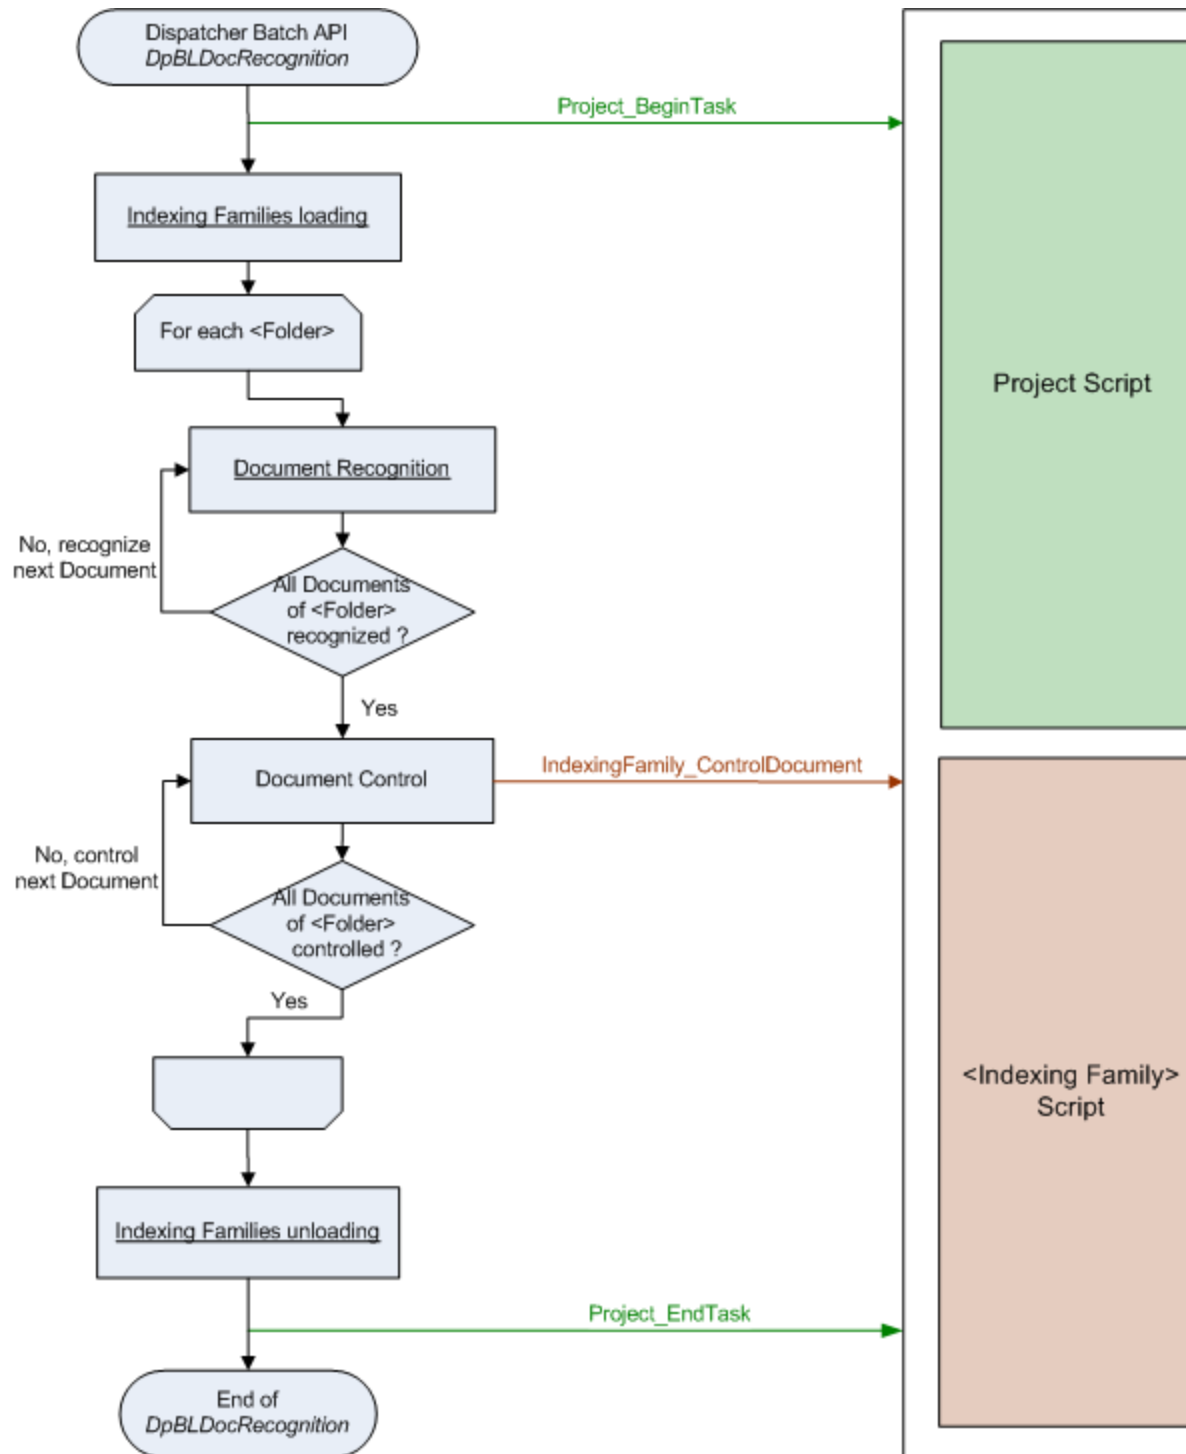 Dispatcher Batch API
DpBLDocRecognition
Project_BeginTask
Indexing Families loading
For each <Folder>
Project Script
Document Recognition
No, recognize
next Document
All Documents
of <Folder>
recognized ?
Yes
Document Control
IndexingFamily_ControlDocument
No, control
next Document
All Documents
of <Folder>
controlled ?
Yes
<Indexing Family>
Script
Indexing Families unloading
Project_EndTask
End of
DpBLDocRecognition